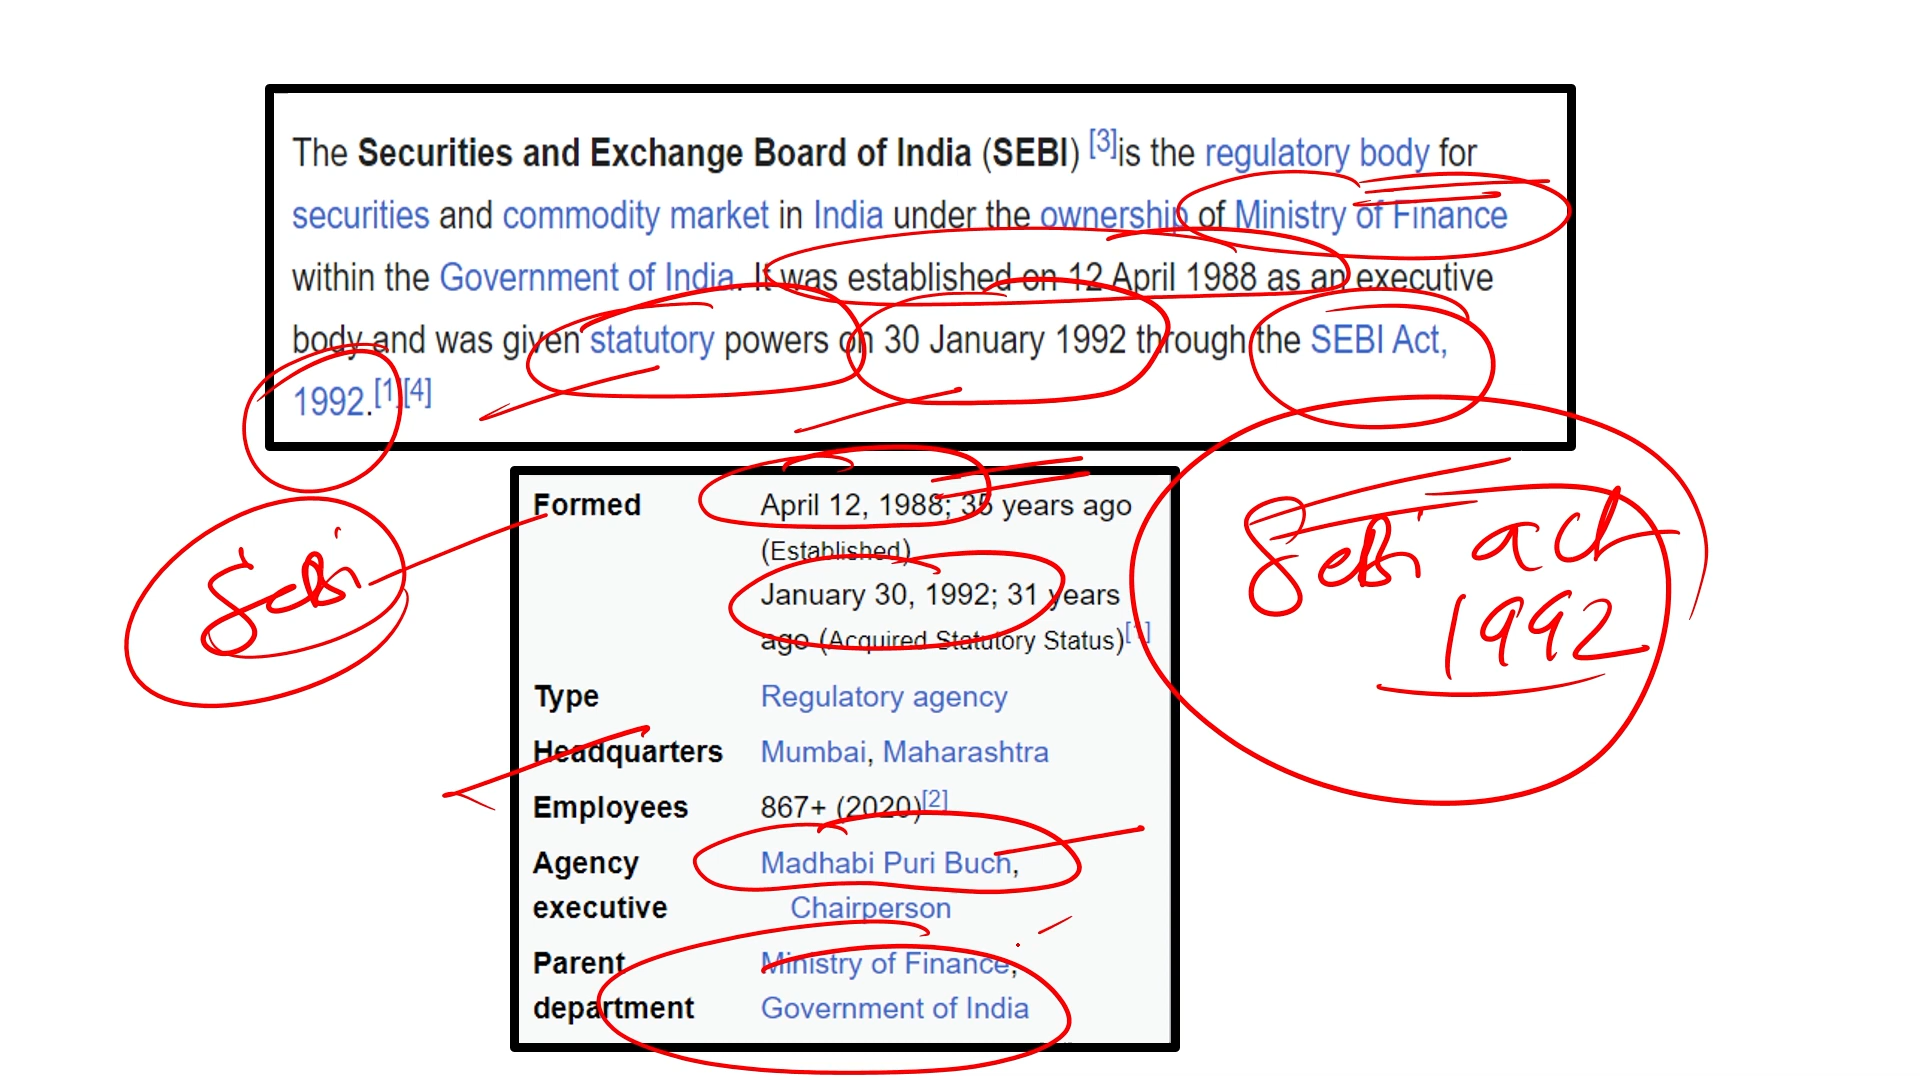 The Securities and Exchange Board of India (SEBI) [3]is the regulatory body for
securities and commodity market in India under the ownership of Ministry of Finance
within the Government of India. It was established on 12 April 1988 as an executive
body and was given statutory powers on 30 January 1992 through the SEBI Act,
1992.[1][4]
Formed April 12, 1988; 35 years ago
(Established)
January 30, 1992; 31 years
ago (Acquired Statutory Status)[1]
Type Regulatory agency
Headquarters Mumbai, Maharashtra
Employees 867+ (2020)[2]
Agency Madhabi Puri Buch,
executive Chairperson
Parent Ministry of Finance,
department Government of India
Sebi
Sebi act
1992